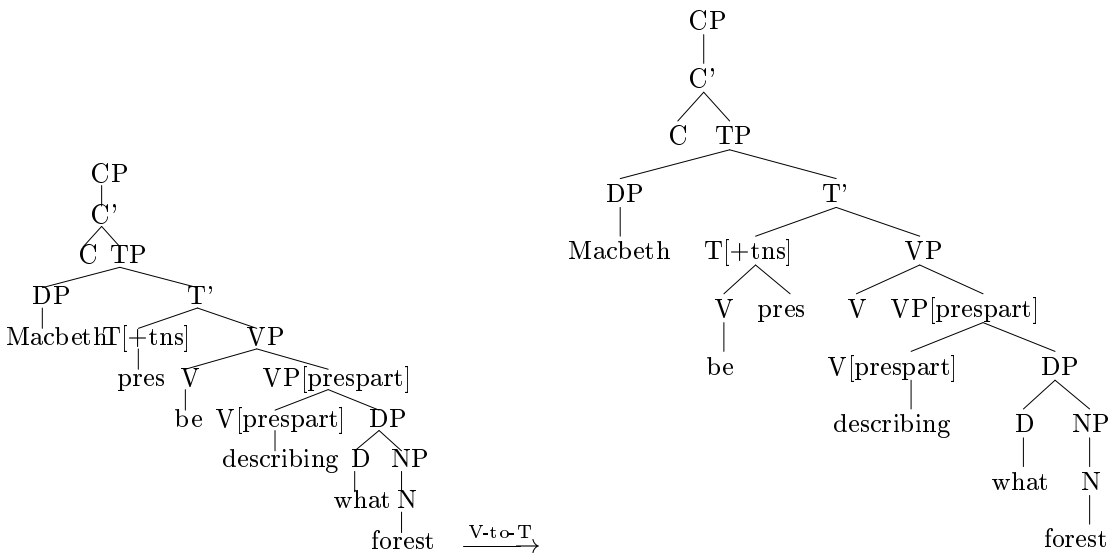 CP
C'
C TP
DP T'
Macbeth T[+tns] VP
pres V VP[prespart]
be V[prespart] DP
describing D NP
what N
forest
V-to-T
CP
C'
C TP
DP T'
Macbeth T[+tns] VP
V pres V VP[prespart]
be V[prespart] DP
describing D NP
what N
forest